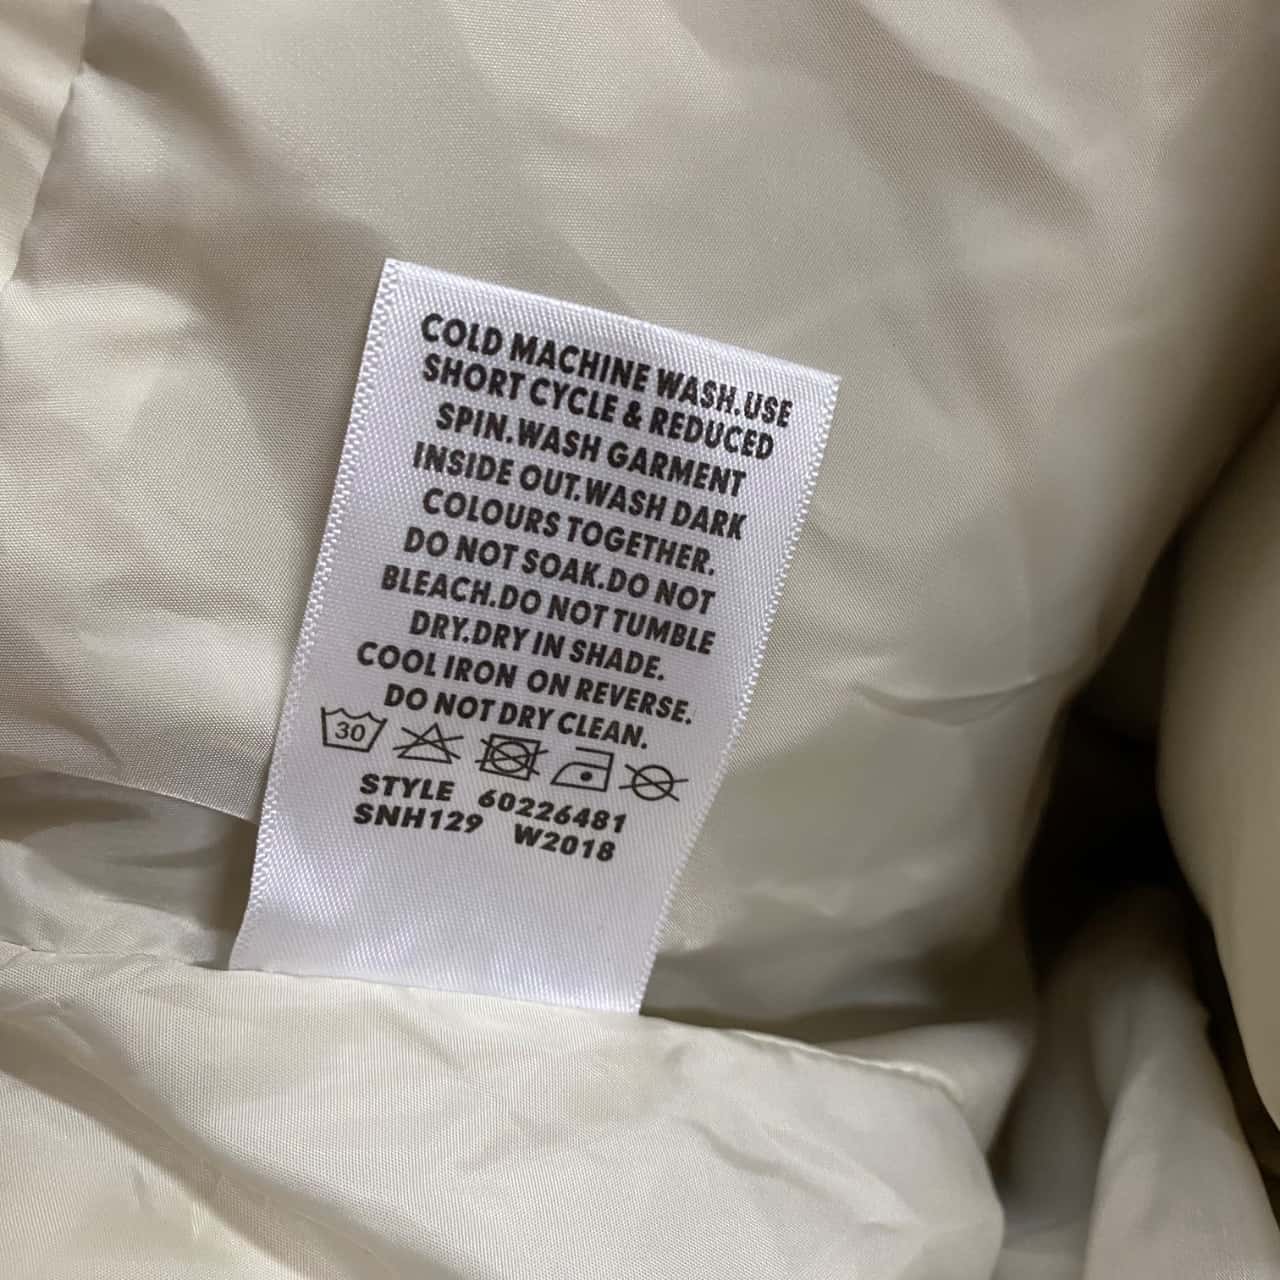 COLD MACHINE WASH.USE
SHORT CYCLE & REDUCED
SPIN.WASH GARMENT
INSIDE OUT.WASH DARK
COLOURS TOGETHER.
DO NOT SOAK.DO NOT
BLEACH.DO NOT TUMBLE
DRY.DRY IN SHADE.
COOL IRON ON REVERSE.
DO NOT DRY CLEAN.
30
STYLE 60226481
SNH129 W2018